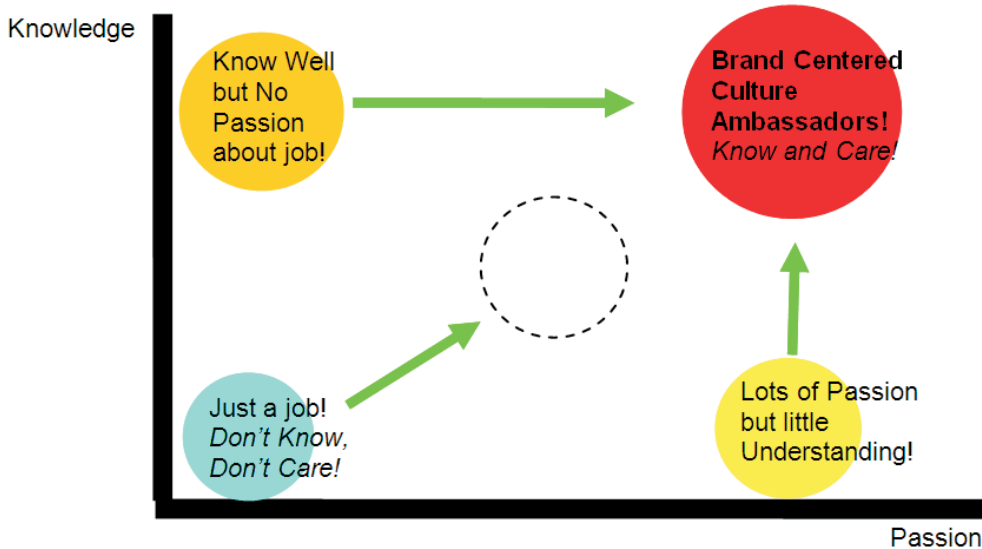 Knowledge
Know Well
but No
Passion
about job!
Brand Centered
Culture
Ambassadors!
Know and Care!
Just a job!
Don't Know,
Don't Care!
Lots of Passion
but little
Understanding!
Passion